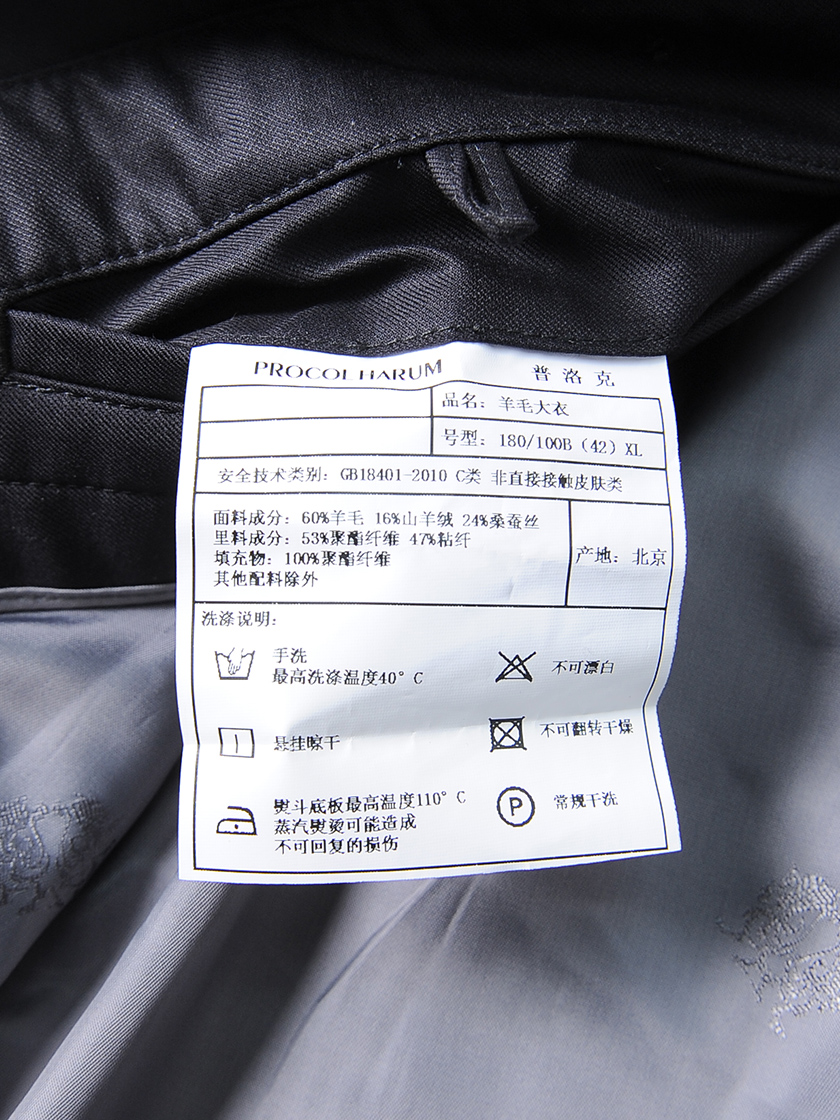 PROCOL HARUM 普洛克
品名：羊毛大衣
号型：180/100B（42）XL
安全技术类别：GB18401-2010 C类 非直接接触皮肤类
面料成分：60%羊毛 16%山羊绒 24%桑蚕丝
里料成分：53%聚酯纤维 47%粘纤
填充物：100%聚酯纤维
其他配料除外
产地：北京
洗涤说明：
手洗
最高洗涤温度40°C
不可漂白
悬挂晾干
不可翻转干燥
熨斗底板最高温度110°C
蒸汽熨烫可能造成
不可回复的损伤
P
常规干洗